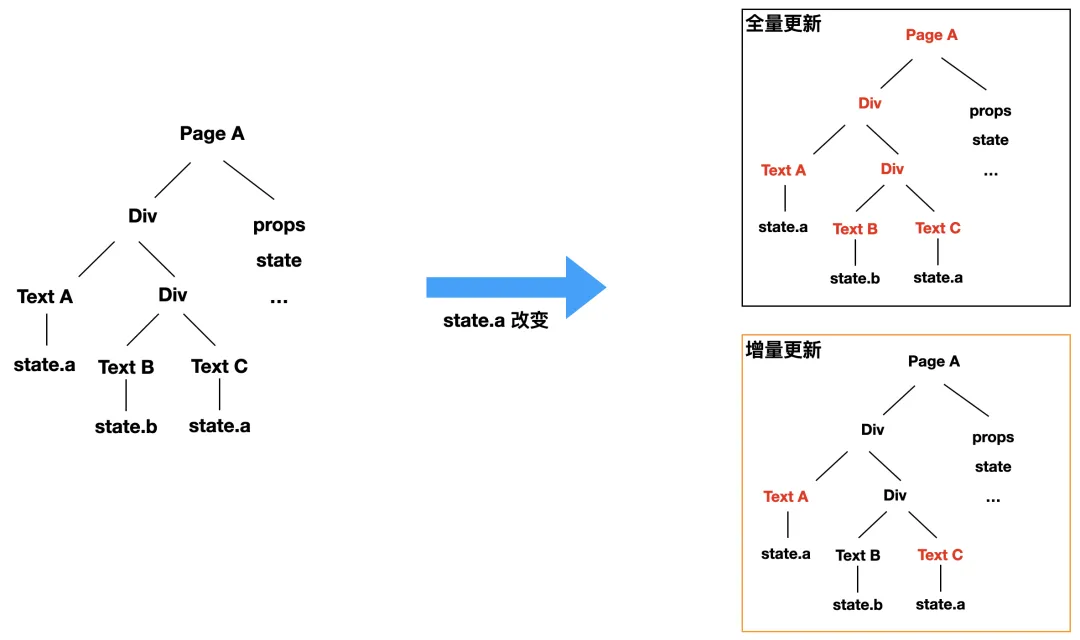 Page A
Div
props
state
...
Text A
Div
state.a
Text B
Text C
state.b
state.a
state.a 改变
全量更新
Page A
Div
props
state
...
Text A
Div
state.a
Text B
Text C
state.b
state.a
增量更新
Page A
Div
props
state
...
Text A
Div
state.a
Text B
Text C
state.b
state.a